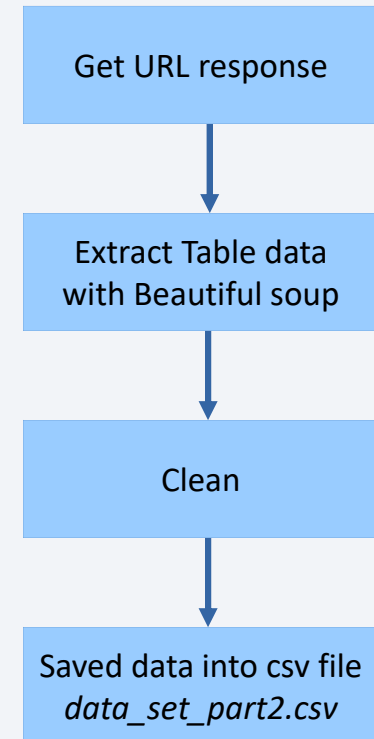 Get URL response
Extract Table data
with Beautiful soup
Clean
Saved data into csv file
data_set_part2.csv